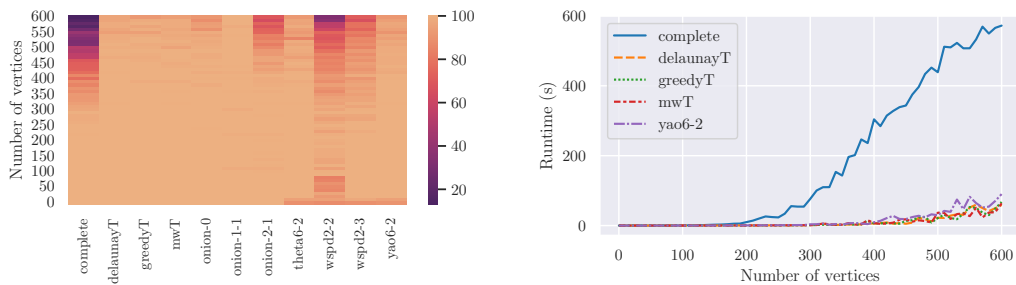 Number of vertices
600
550
500
450
400
350
300
250
200
150
100
50
0
complete
delaunayT
greedyT
mwT
onion-0
onion-1-1
onion-2-1
theta6-2
wspd2-2
wspd2-3
yao6-2
100
80
60
40
20
Runtime (s)
600
400
200
0
complete
delaunayT
greedyT
mwT
yao6-2
0 100 200 300 400 500 600
Number of vertices